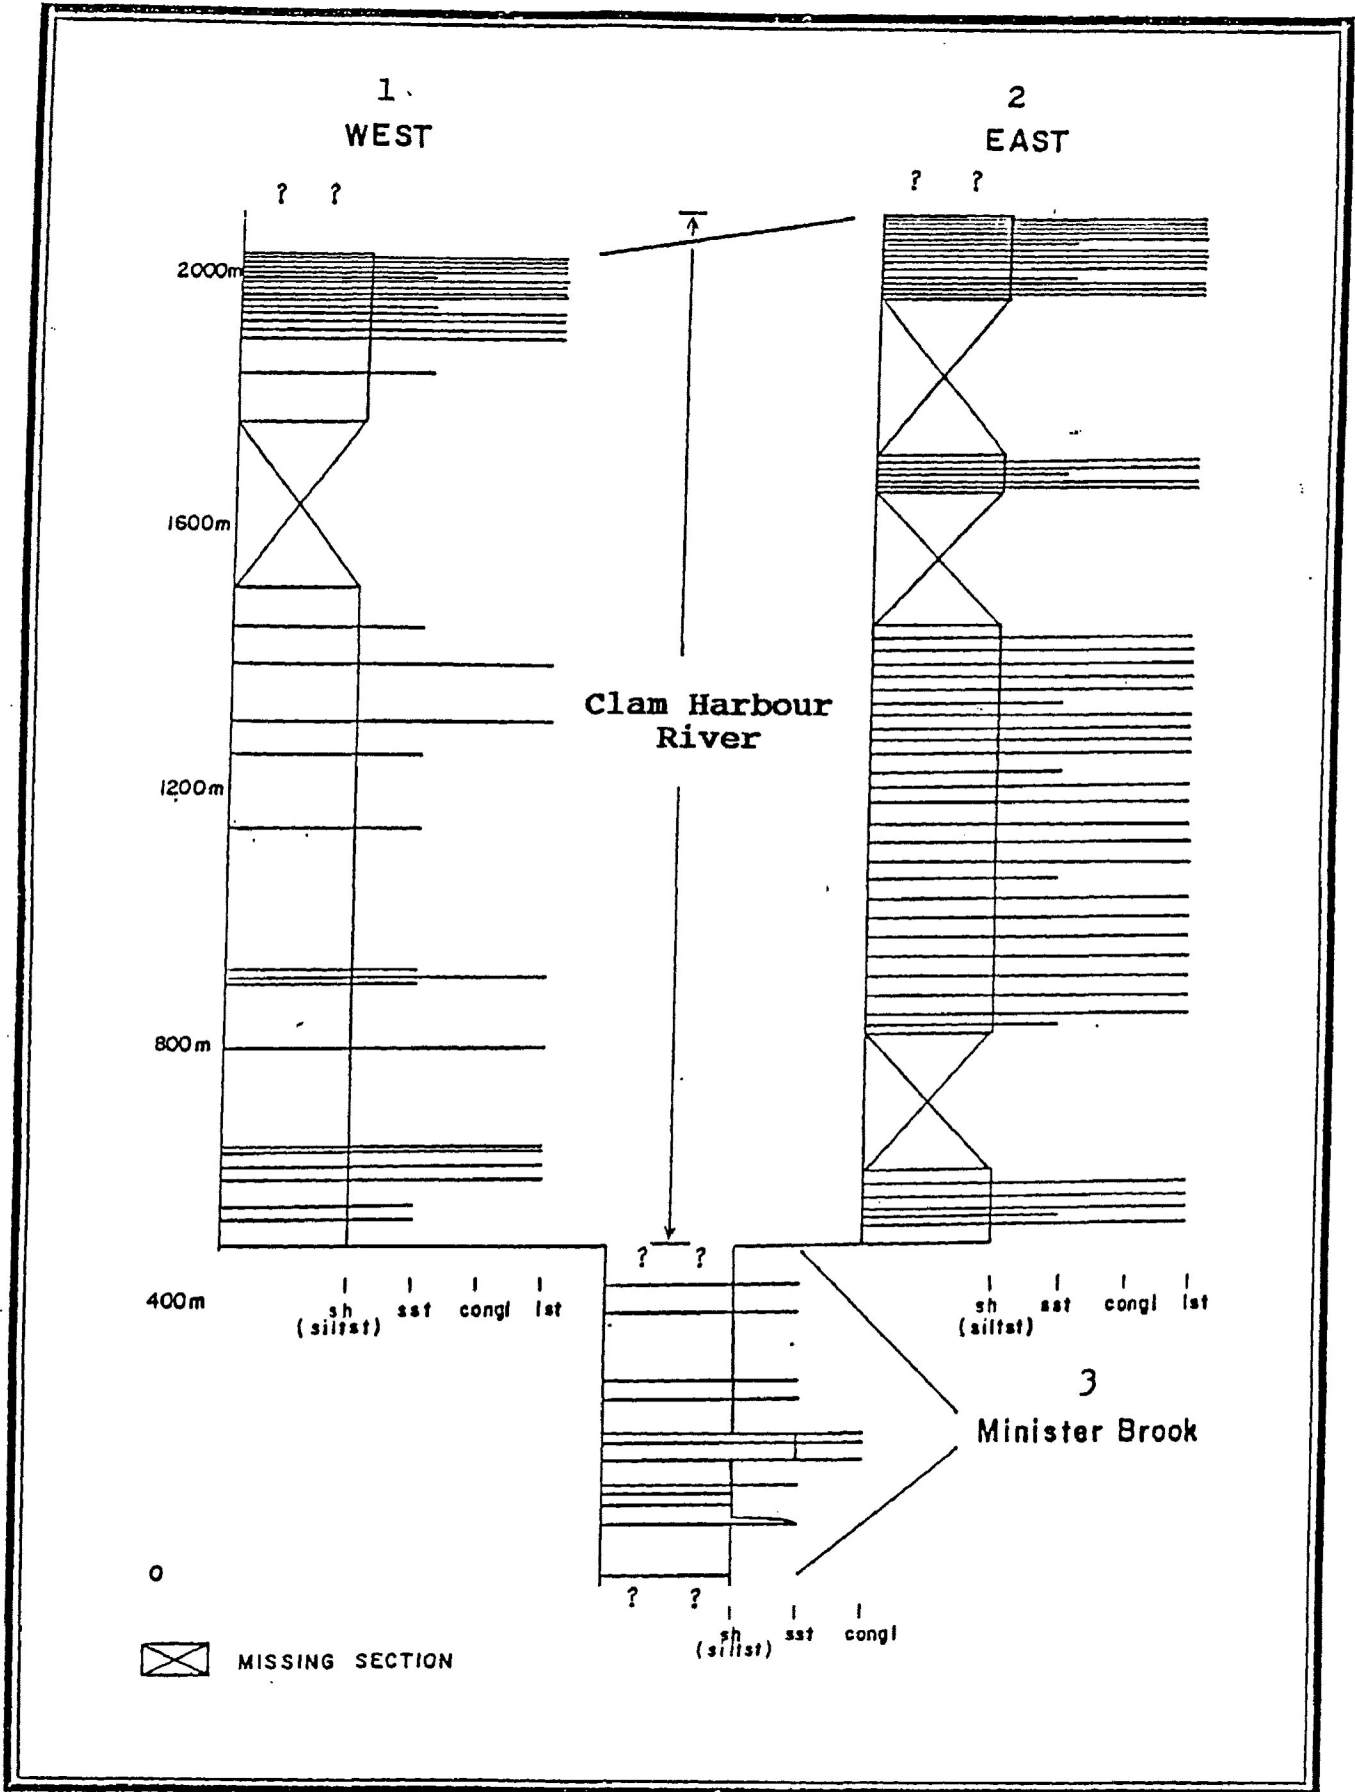 1
WEST
2
EAST
? ?
? ?
2000m
1600m
Clam Harbour
River
1200m
800m
? ?
400m
sh sst congl lst
(siltst)
sh sst congl lst
(siltst)
3
Minister Brook
0
? ?
sh sst congl
(siltst)
MISSING SECTION